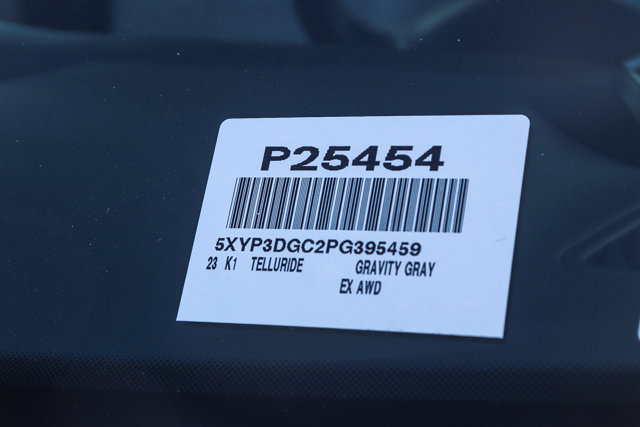 P25454
5XYP3DGC2PG395459
23 K1 TELLURIDE GRAVITY GRAY
EX AWD